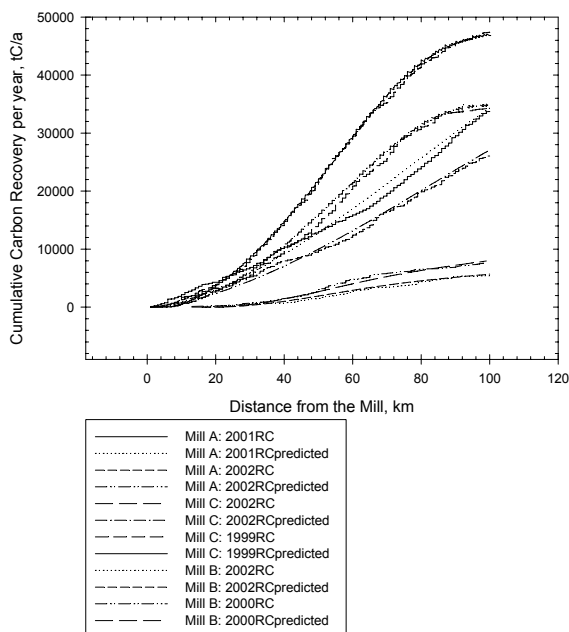 50000
40000
30000
20000
10000
0
Cumulative Carbon Recovery per year, tC/a
0 20 40 60 80 100 120
Distance from the Mill, km
Mill A: 2001RC
Mill A: 2001RCpredicted
Mill A: 2002RC
Mill A: 2002RCpredicted
Mill C: 2002RC
Mill C: 2002RCpredicted
Mill C: 1999RC
Mill C: 1999RCpredicted
Mill B: 2002RC
Mill B: 2002RCpredicted
Mill B: 2000RC
Mill B: 2000RCpredicted